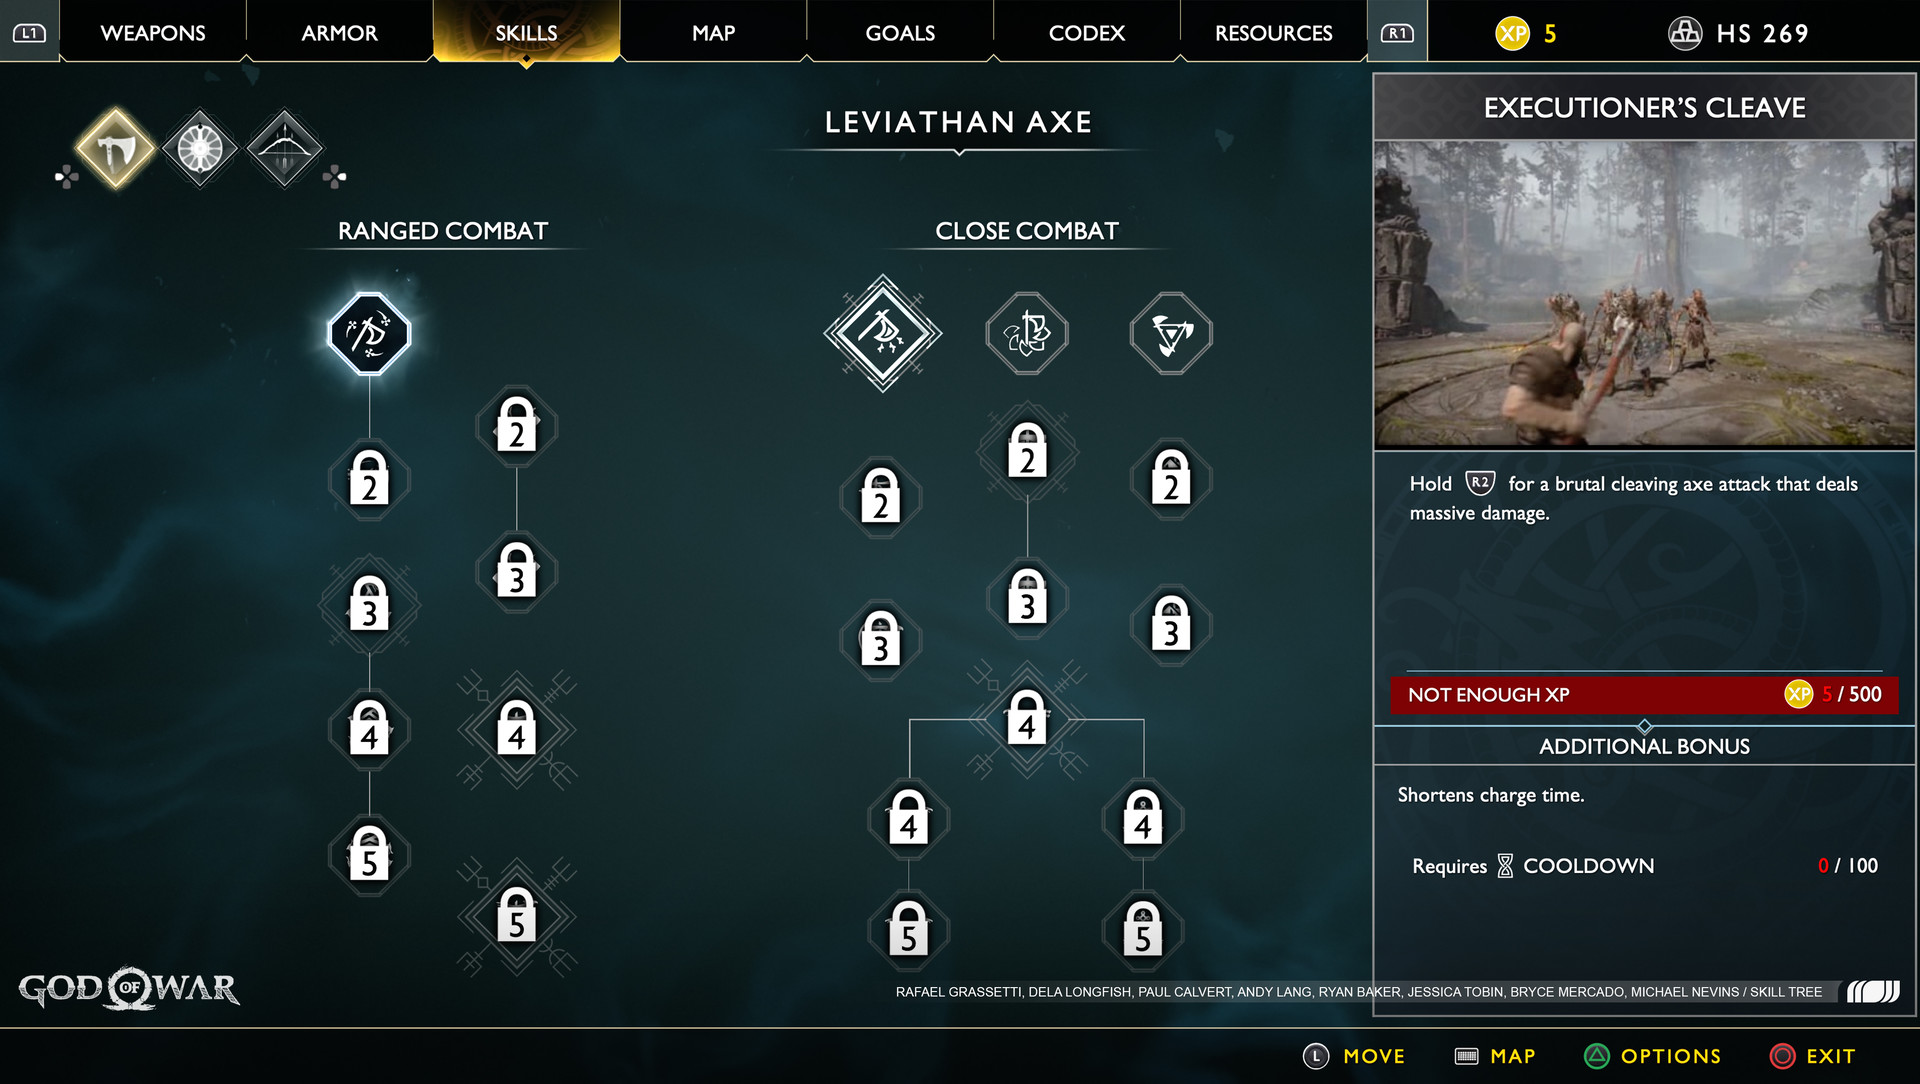 L1
WEAPONS
ARMOR
SKILLS
MAP
GOALS
CODEX
RESOURCES
R1
XP 5
HS 269
LEVIATHAN AXE
RANGED COMBAT
CLOSE COMBAT
2
2
3
3
4
4
5
5
2
2
2
3
3
3
4
4
4
5
5
EXECUTIONER'S CLEAVE
Hold R2 for a brutal cleaving axe attack that deals
massive damage.
NOT ENOUGH XP
XP 5 / 500
ADDITIONAL BONUS
Shortens charge time.
Requires COOLDOWN 0 / 100
GOD OF WAR
RAFAEL GRASSETTI, DELA LONGFISH, PAUL CALVERT, ANDY LANG, RYAN BAKER, JESSICA TOBIN, BRYCE MERCADO, MICHAEL NEVINS / SKILL TREE
L MOVE
MAP
OPTIONS
EXIT